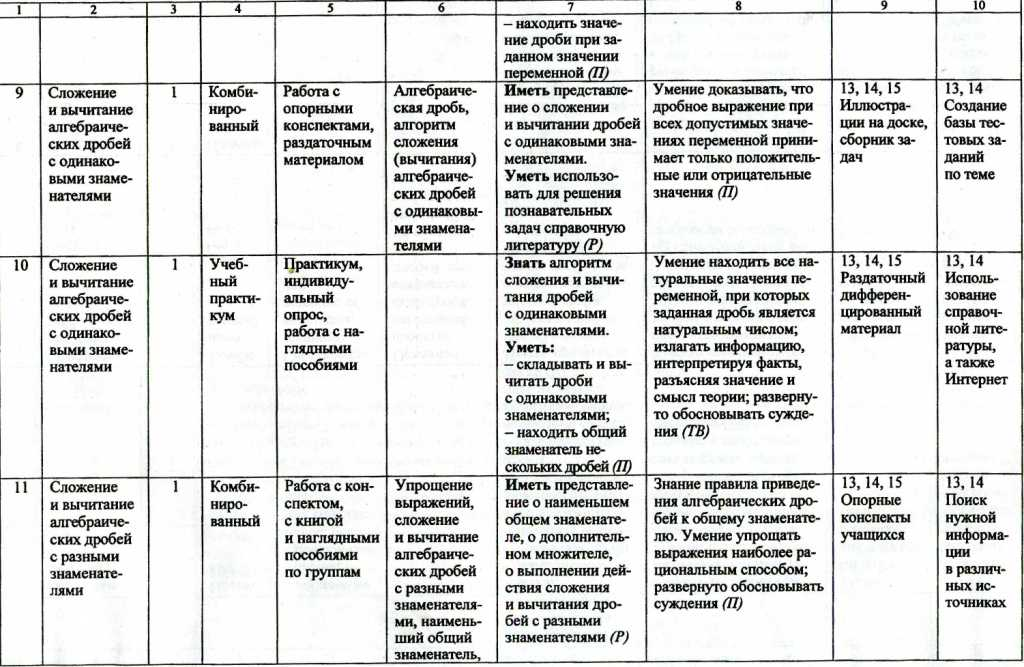 1 2 3 4 5 6 7 8 9 10
– находить значе-
ние дроби при за-
данном значении
переменной (П)
9
Сложение
и вычитание
алгебраиче-
ских дробей
с одинако-
выми знаме-
нателями
1
Комби-
ниро-
ванный
Работа с
опорными
конспектами,
раздаточным
материалом
Алгебраиче-
ская дробь,
алгоритм
сложения
(вычитания)
алгебраиче-
ских дробей
с одинаковы-
ми знамена-
телями
Иметь представле-
ние о сложении
и вычитании дробей
с одинаковыми зна-
менателями.
Уметь использо-
вать для решения
познавательных
задач справочную
литературу (Р)
Умение доказывать, что
дробное выражение при
всех допустимых значе-
ниях переменной прини-
мает только положитель-
ные или отрицательные
значения (П)
13, 14, 15
Иллюстра-
ции на доске,
сборник за-
дач
13, 14
Создание
базы тес-
товых за-
даний
по теме
10
Сложение
и вычитание
алгебраиче-
ских дробей
с одинако-
выми знаме-
нателями
1
Учеб-
ный
практи-
кум
Практикум,
индивиду-
альный
опрос,
работа с на-
глядными
пособиями
Знать алгоритм
сложения и вычи-
тания дробей
с одинаковыми
знаменателями.
Уметь:
– складывать и вы-
читать дроби
с одинаковыми
знаменателями;
– находить общий
знаменатель не-
скольких дробей (П)
Умение находить все на-
туральные значения пе-
ременной, при которых
заданная дробь является
натуральным числом;
излагать информацию,
интерпретируя факты,
разъясняя значение и
смысл теории; разверну-
то обосновывать сужде-
ния (ТВ)
13, 14, 15
Раздаточный
дифферен-
цированный
материал
13, 14
Исполь-
зование
справоч-
ной лите-
ратуры,
а также
Интернет
11
Сложение
и вычитание
алгебраиче-
ских дробей
с разными
знаменате-
лями
1
Комби-
ниро-
ванный
Работа с кон-
спектом,
с книгой
и наглядными
пособиями
по группам
Упрощение
выражений,
сложение
и вычитание
алгебраиче-
ских дробей
с разными
знаменателя-
ми, наимень-
ший общий
знаменатель,
Иметь представле-
ние о наименьшем
общем знаменате-
ле, о дополнитель-
ном множителе,
о выполнении дей-
ствия сложения
и вычитания дро-
бей с разными
знаменателями (Р)
Знание правила приведе-
ния алгебраических дро-
бей к общему знаменате-
лю. Умение упрощать
выражения наиболее ра-
циональным способом;
развернуто обосновывать
суждения (П)
13, 14, 15
Опорные
конспекты
учащихся
13, 14
Поиск
нужной
информа-
ции
в различ-
ных ис-
точниках